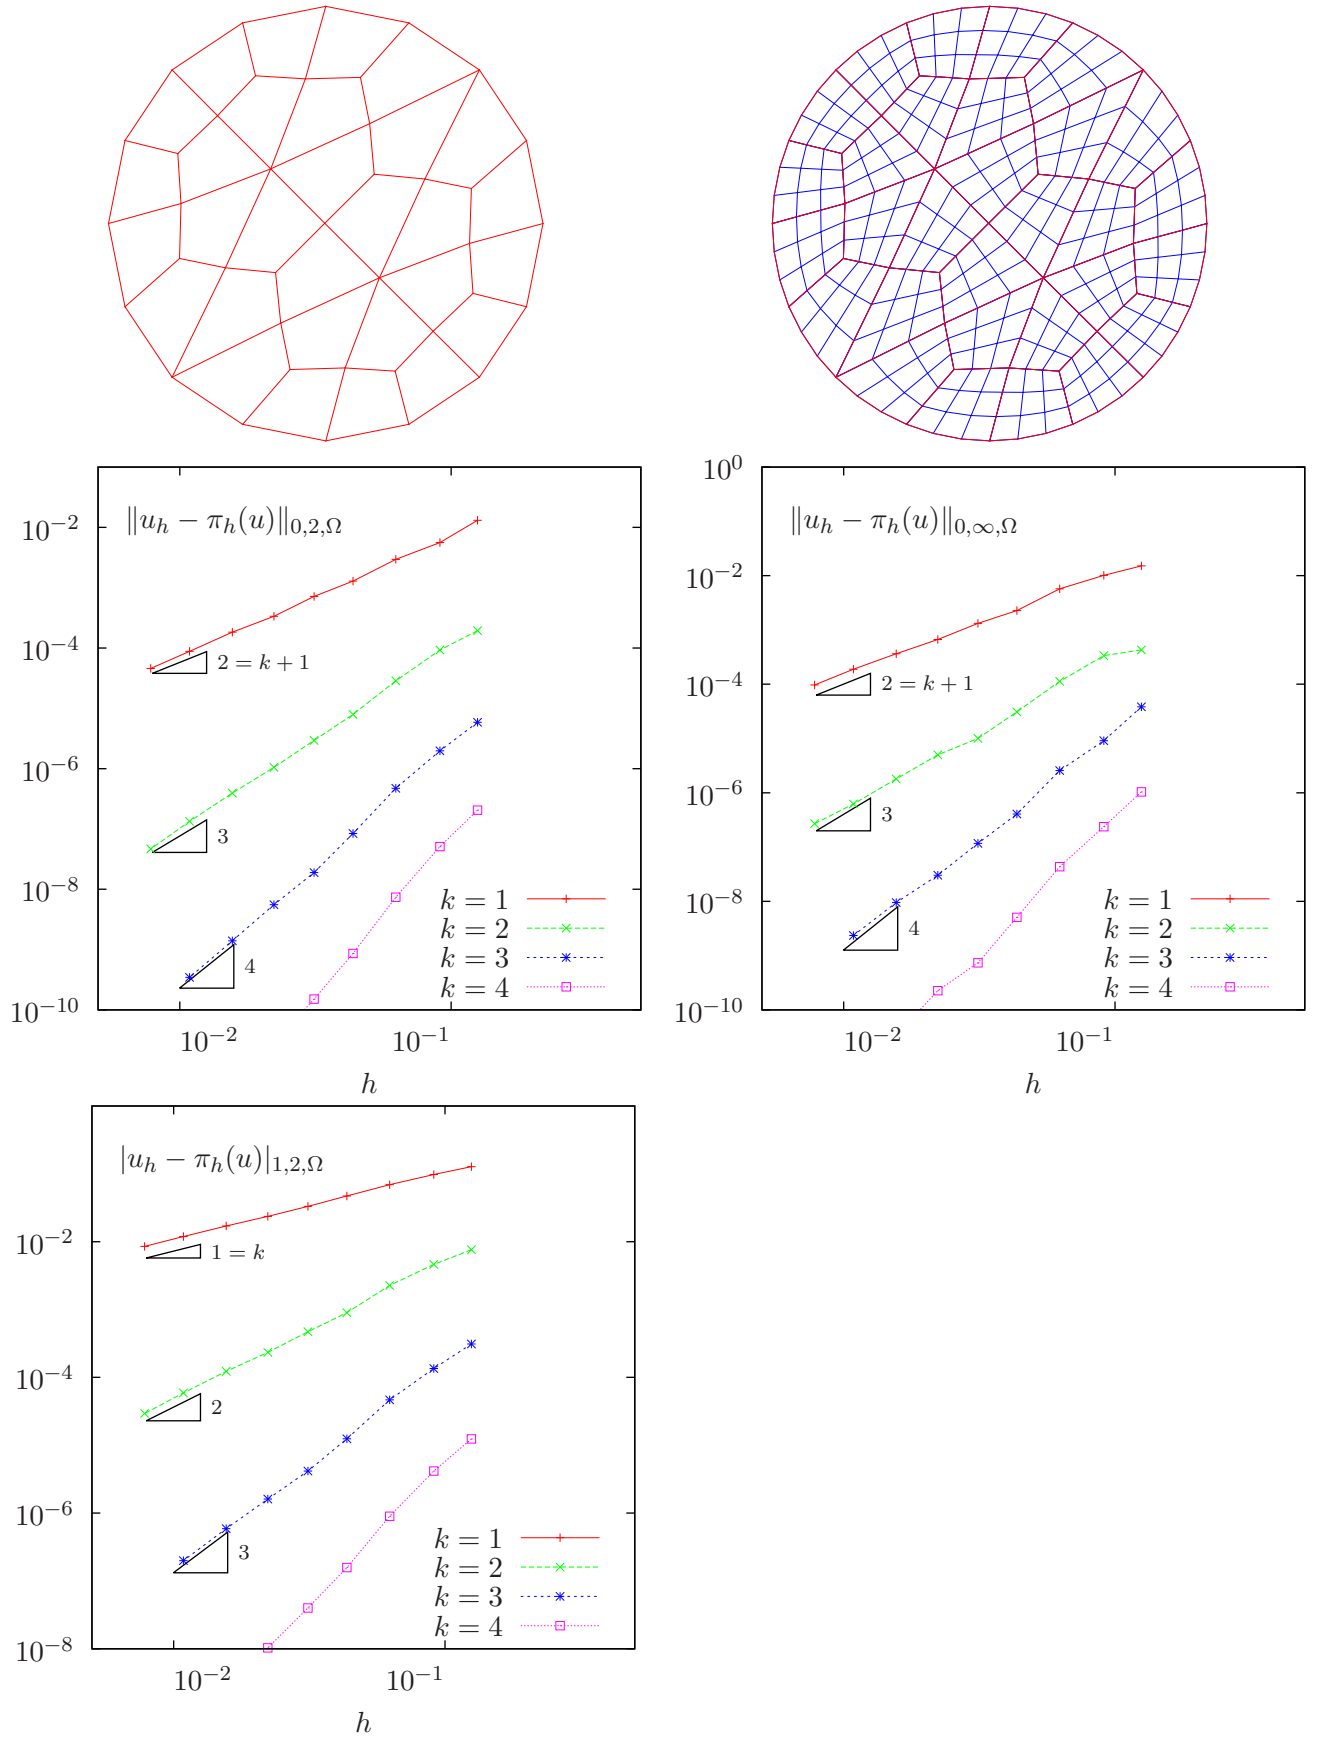 ‖u_h − π_h(u)‖_{0,2,Ω}
10^{−2}
10^{−4}
10^{−6}
10^{−8}
10^{−10}
2 = k + 1
3
4
k = 1
k = 2
k = 3
k = 4
10^{−2}
10^{−1}
h
‖u_h − π_h(u)‖_{0,∞,Ω}
10^{0}
10^{−2}
10^{−4}
10^{−6}
10^{−8}
10^{−10}
2 = k + 1
3
4
k = 1
k = 2
k = 3
k = 4
10^{−2}
10^{−1}
h
|u_h − π_h(u)|_{1,2,Ω}
10^{−2}
10^{−4}
10^{−6}
10^{−8}
1 = k
2
3
k = 1
k = 2
k = 3
k = 4
10^{−2}
10^{−1}
h